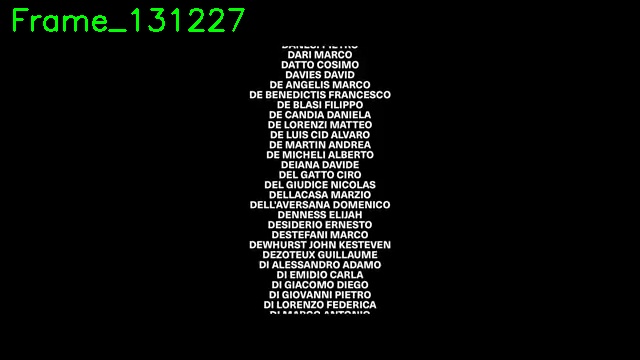 Frame_131227
DARI MARCO
DATTO COSIMO
DAVIES DAVID
DE ANGELIS MARCO
DE BENEDICTIS FRANCESCO
DE BLASI FILIPPO
DE CANDIA DANIELA
DE LORENZI MATTEO
DE LUIS CID ALVARO
DE MARTIN ANDREA
DE MICHELI ALBERTO
DEIANA DAVIDE
DEL GATTO CIRO
DEL GIUDICE NICOLAS
DELLACASA MARZIO
DELL'AVERSANA DOMENICO
DENNESS ELIJAH
DESIDERIO ERNESTO
DESTEFANI MARCO
DEWHURST JOHN KESTEVEN
DEZOTEUX GUILLAUME
DI ALESSANDRO ADAMO
DI EMIDIO CARLA
DI GIACOMO DIEGO
DI GIOVANNI PIETRO
DI LORENZO FEDERICA
DI MARCO ANTONIO